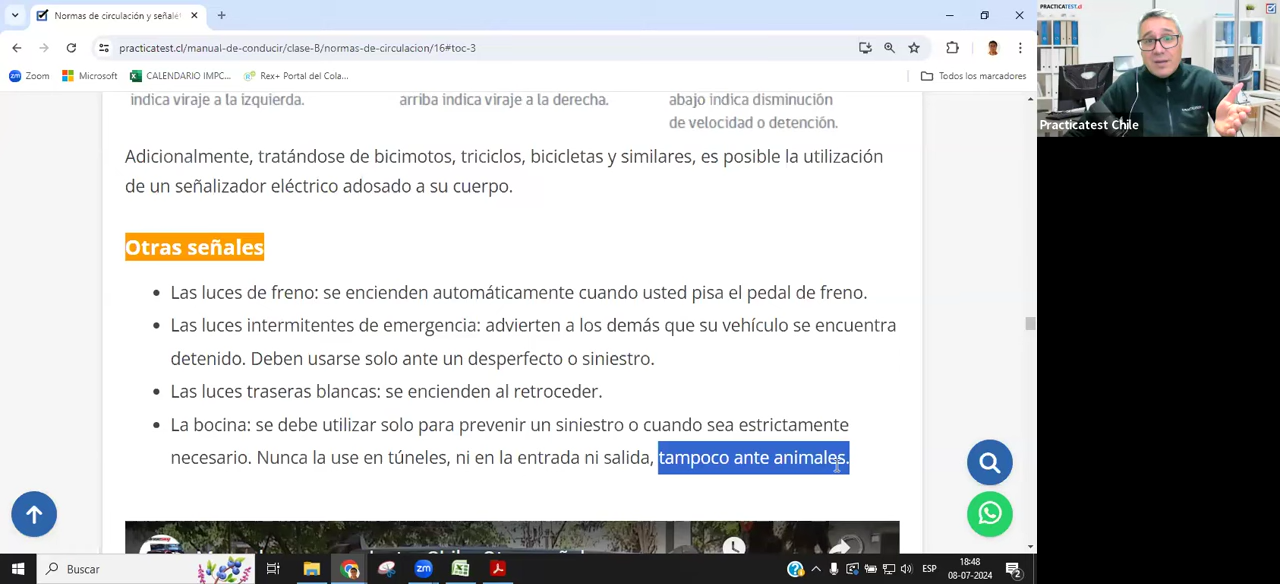 Normas de circulación y señalét
practicatest.cl/manual-de-conducir/clase-B/normas-de-circulacion/16#toc-3
Zoom
Microsoft
CALENDARIO IMPC...
Rex+ Portal del Cola...
Todos los marcadores
PRACTICATEST.cl
Practicatest Chile
indica viraje a la izquierda.
arriba indica viraje a la derecha.
abajo indica disminución
de velocidad o detención.
Adicionalmente, tratándose de bicimotos, triciclos, bicicletas y similares, es posible la utilización
de un señalizador eléctrico adosado a su cuerpo.
Otras señales
• Las luces de freno: se encienden automáticamente cuando usted pisa el pedal de freno.
• Las luces intermitentes de emergencia: advierten a los demás que su vehículo se encuentra
detenido. Deben usarse solo ante un desperfecto o siniestro.
• Las luces traseras blancas: se encienden al retroceder.
• La bocina: se debe utilizar solo para prevenir un siniestro o cuando sea estrictamente
necesario. Nunca la use en túneles, ni en la entrada ni salida, tampoco ante animales.
Buscar
ESP
18:48
08-07-2024
2